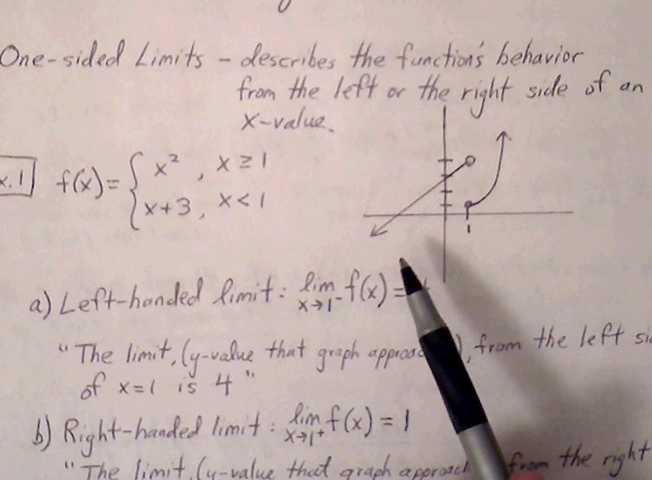 One-sided Limits - describes the function's behavior
from the left or the right side of an
x-value.
x.1 f(x) = { x², x ≥ 1
x+3, x < 1
1
a) Left-handed limit: lim x→1⁻ f(x) =
"The limit, (y-value that graph approac), from the left si
of x=1 is 4"
b) Right-handed limit: lim x→1⁺ f(x) = 1
"The limit, (y-value that graph approach from the right